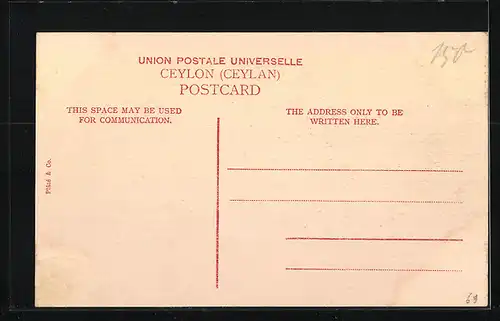 UNION POSTALE UNIVERSELLE
CEYLON (CEYLAN)
POSTCARD
THIS SPACE MAY BE USED
FOR COMMUNICATION.
THE ADDRESS ONLY TO BE
WRITTEN HERE.
Plâté & Co.